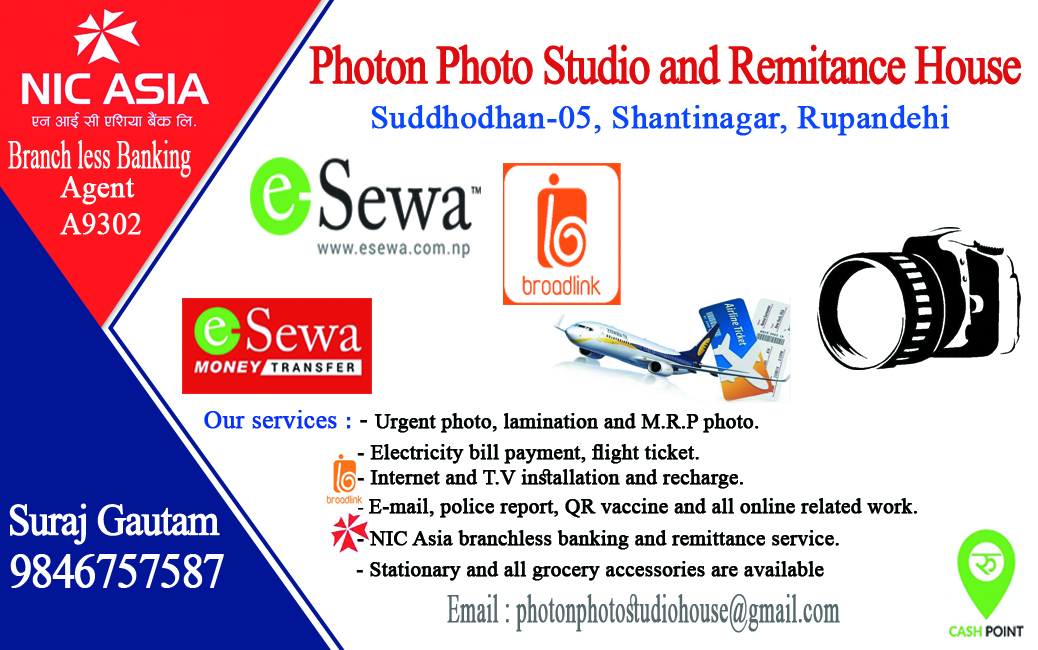 NIC ASIA
एन आई सी एशिया बैंक लि.
Branch less Banking
Agent
A9302
Photon Photo Studio and Remitance House
Suddhodhan-05, Shantinagar, Rupandehi
e-Sewa™
www.esewa.com.np
broadlink
e-Sewa
MONEY TRANSFER
Airline Ticket
Our services : - Urgent photo, lamination and M.R.P photo.
- Electricity bill payment, flight ticket.
- Internet and T.V installation and recharge.
broadlink
- E-mail, police report, QR vaccine and all online related work.
- NIC Asia branchless banking and remittance service.
- Stationary and all grocery accessories are available
Suraj Gautam
9846757587
Email : photonphotostudiohouse@gmail.com
रु
CASH POINT